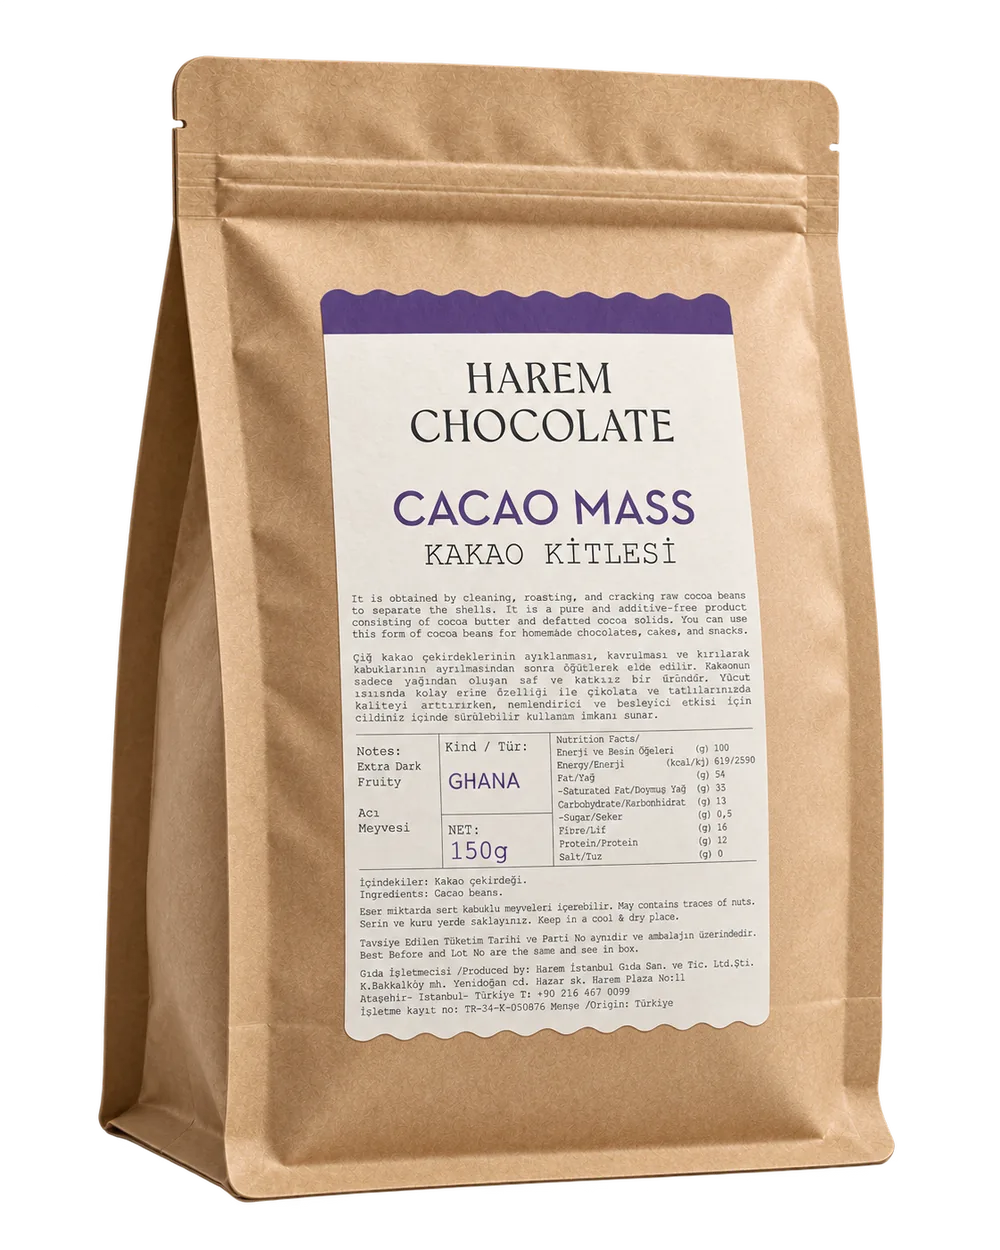 HAREM
CHOCOLATE
CACAO MASS
KAKAO KİTLESİ
It is obtained by cleaning, roasting, and cracking raw cocoa beans
to separate the shells. It is a pure and additive-free product
consisting of cocoa butter and defatted cocoa solids. You can use
this form of cocoa beans for homemade chocolates, cakes, and snacks.
Çiğ kakao çekirdeklerinin ayıklanması, kavrulması ve kırılarak
kabuklarının ayrılmasından sonra öğütlerek elde edilir. Kakaonun
sadece yağından oluşan saf ve katkıız bir üründür. Yücut
ısıısnda kolay erime özelliği ile çikolata ve tatlılarınızda
kaliteyi arttırırken, nemlendirici ve besleyici etkisi için
cildiniz içinde sürülebilir kullanam imkanı sunar.
Notes:
Extra Dark
Fruity
Acı
Meyvesi
Kind / Tür:
GHANA
NET:
150g
Nutrition Facts/
Enerji ve Besin Öğeleri (g) 100
Energy/Enerji (kcal/kj) 619/2590
Fat/Yağ (g) 54
-Saturated Fat/Doymuş Yağ (g) 33
Carbohydrate/Karbonhidrat (g) 13
-Sugar/Seker (g) 0,5
Fibre/Lif (g) 16
Protein/Protein (g) 12
Salt/Tuz (g) 0
İçindekiler: Kakao çekirdeği.
Ingredients: Cacao beans.
Eser miktarda sert kabuklu meyveleri içerebilir. May contains traces of nuts.
Serin ve kuru yerde saklayınız. Keep in a cool & dry place.
Tavsiye Edilen Tüketim Tarihi ve Parti No aynıdır ve ambalajın üzerindedir.
Best Before and Lot No are the same and see in box.
Gıda İşletmecisi /Produced by: Harem İstanbul Gıda San. ve Tic. Ltd.Şti.
K.Bakkalköy mh. Yenidoğan cd. Hazar sk. Harem Plaza No:11
Ataşehir- Istanbul- Türkiye T: +90 216 467 0099
İşletme kayıt no: TR-34-K-050876 Menşe /Origin: Türkiye